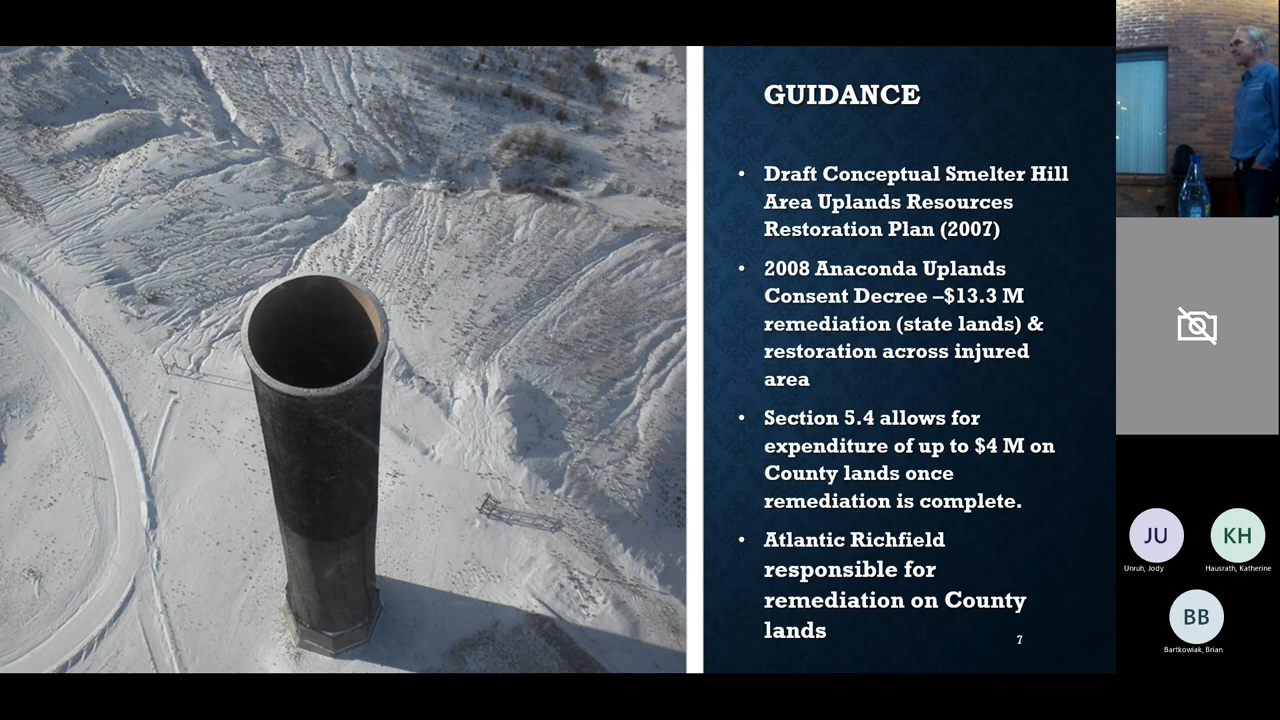 GUIDANCE
• Draft Conceptual Smelter Hill
Area Uplands Resources
Restoration Plan (2007)
• 2008 Anaconda Uplands
Consent Decree –$13.3 M
remediation (state lands) &
restoration across injured
area
• Section 5.4 allows for
expenditure of up to $4 M on
County lands once
remediation is complete.
• Atlantic Richfield
responsible for
remediation on County
lands
7
JU
KH
Unruh, Jody
Hausrath, Katherine
BB
Bartkowiak, Brian